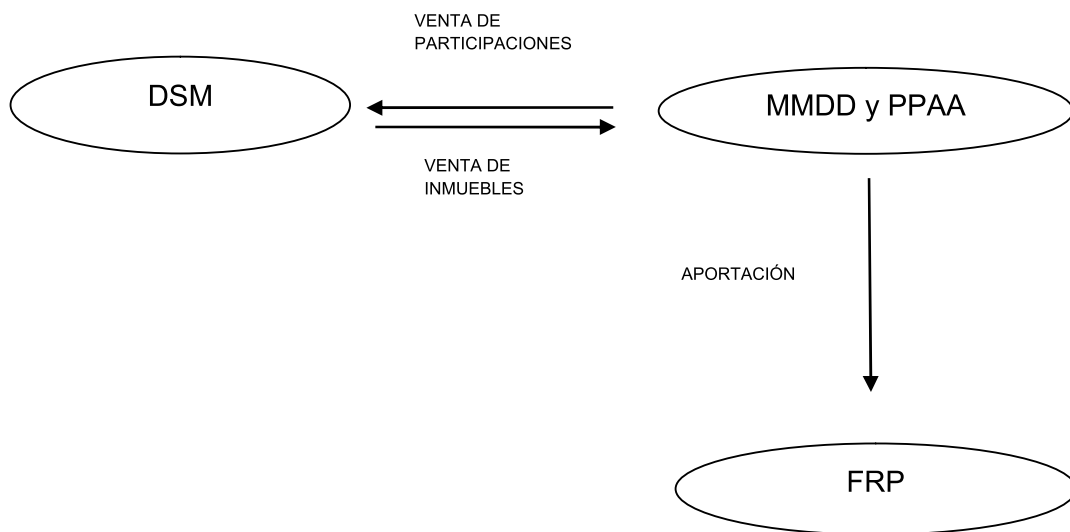 VENTA DE
PARTICIPACIONES
DSM
MMDD y PPAA
VENTA DE
INMUEBLES
APORTACIÓN
FRP